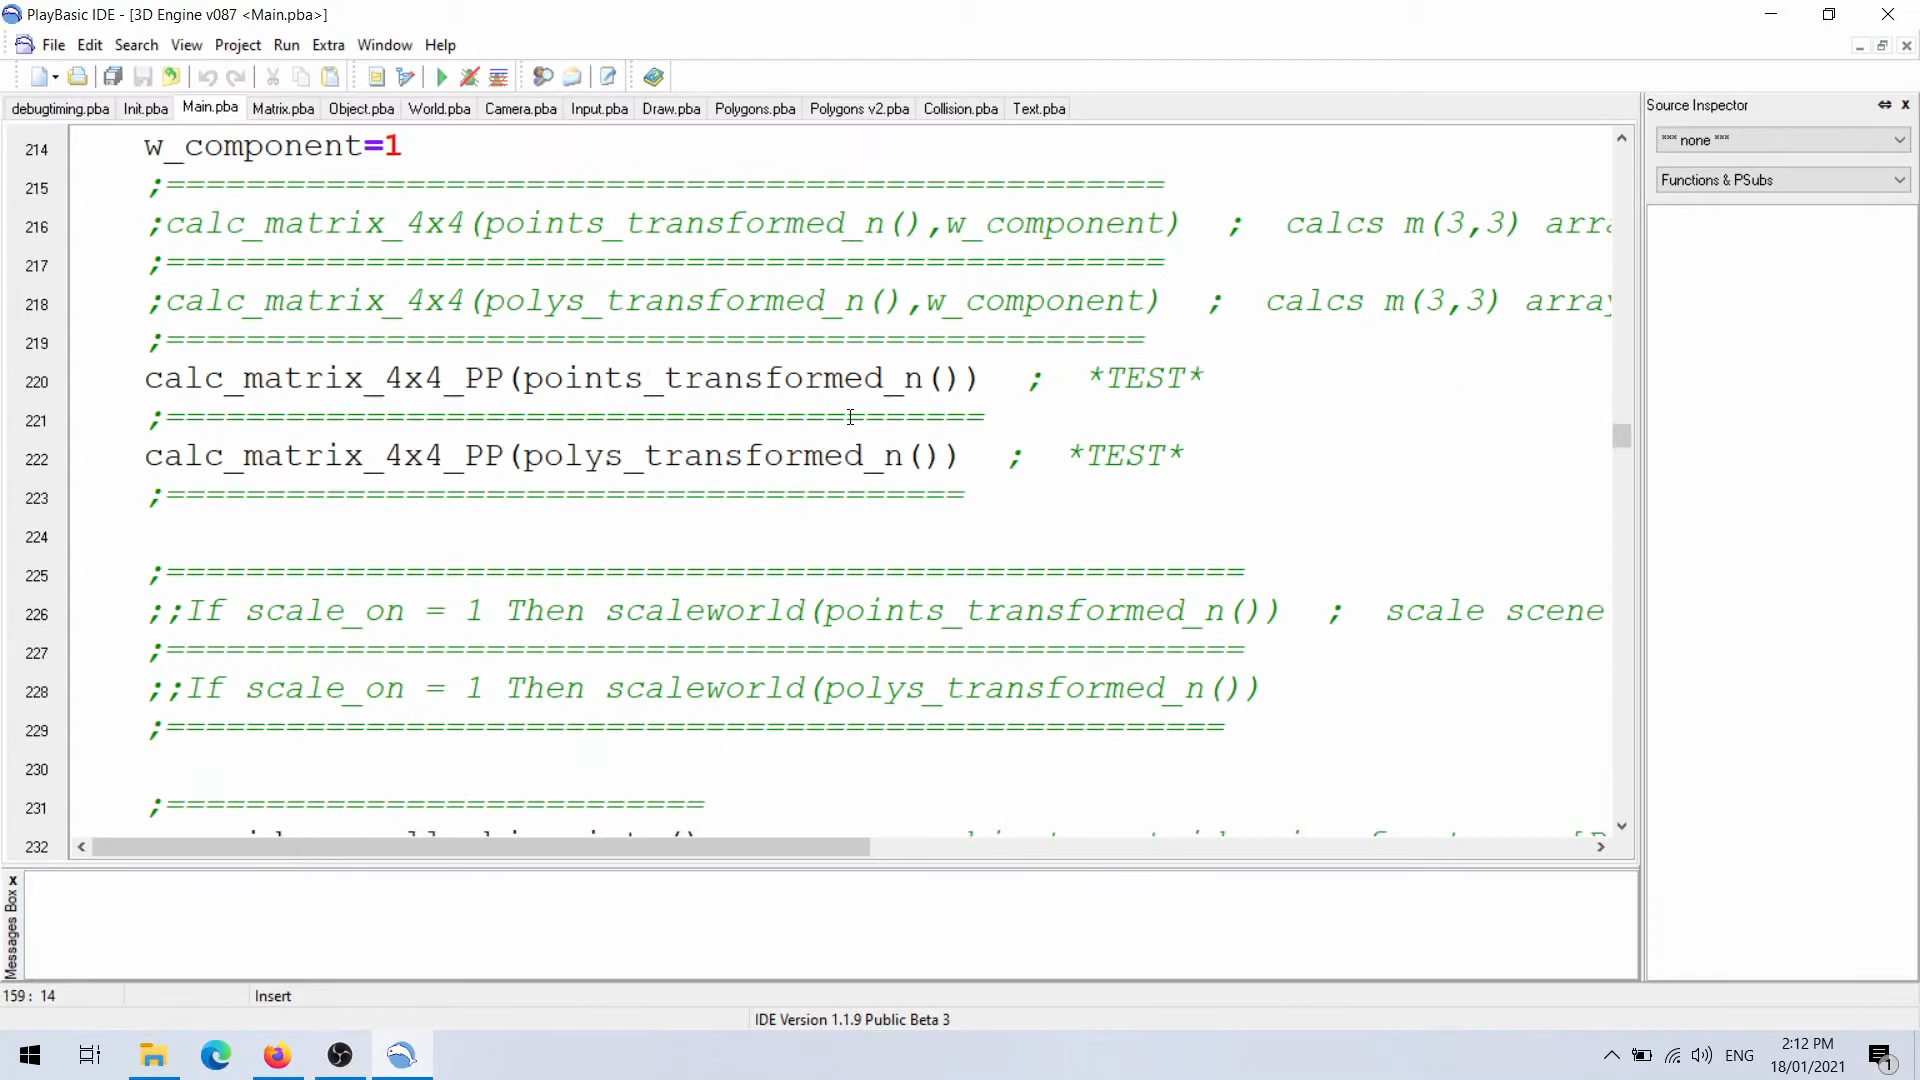 PlayBasic IDE - [3D Engine v087 <Main.pba>]
File Edit Search View Project Run Extra Window Help
debugtiming.pba Init.pba Main.pba Matrix.pba Object.pba World.pba Camera.pba Input.pba Draw.pba Polygons.pba Polygons v2.pba Collision.pba Text.pba
Source Inspector
*** none ***
Functions & PSubs
214 w_component=1
215 ;==================================================
216 ;calc_matrix_4x4(points_transformed_n(),w_component) ; calcs m(3,3) arra
217 ;==================================================
218 ;calc_matrix_4x4(polys_transformed_n(),w_component) ; calcs m(3,3) array
219 ;=================================================
220 calc_matrix_4x4_PP(points_transformed_n()) ; *TEST*
221 ;=========================================
222 calc_matrix_4x4_PP(polys_transformed_n()) ; *TEST*
223 ;========================================
224
225 ;======================================================
226 ;;If scale_on = 1 Then scaleworld(points_transformed_n()) ; scale scene
227 ;======================================================
228 ;;If scale_on = 1 Then scaleworld(polys_transformed_n())
229 ;=====================================================
230
231 ;===========================
232
Messages Box
159: 14
Insert
IDE Version 1.1.9 Public Beta 3
ENG
2:12 PM
18/01/2021
1